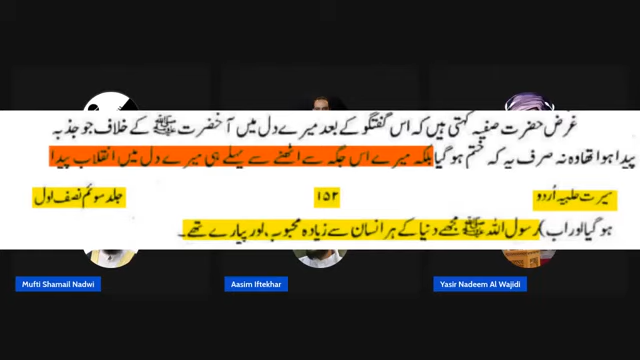 غرض حضرت صفیہ کہتی ہیں کہ اس گفتگو کے بعد میرے دل میں آنحضرت ﷺ کے خلاف جو جذبہ
پیدا ہوا تھا وہ نہ صرف یہ کہ ختم ہو گیا بلکہ میرے اس جگہ سے اٹھنے سے پہلے ہی میرے دل میں انقلاب پیدا
سیرت حلبیہ اُردو ۱۵۲ جلد سوئم نصف اول
ہو گیا اور اب) رسول اللہ ﷺ مجھے دنیا کے ہر انسان سے زیادہ محبوب اور پیارے تھے۔
Mufti Shamail Nadwi Aasim Iftekhar Yasir Nadeem Al Wajidi